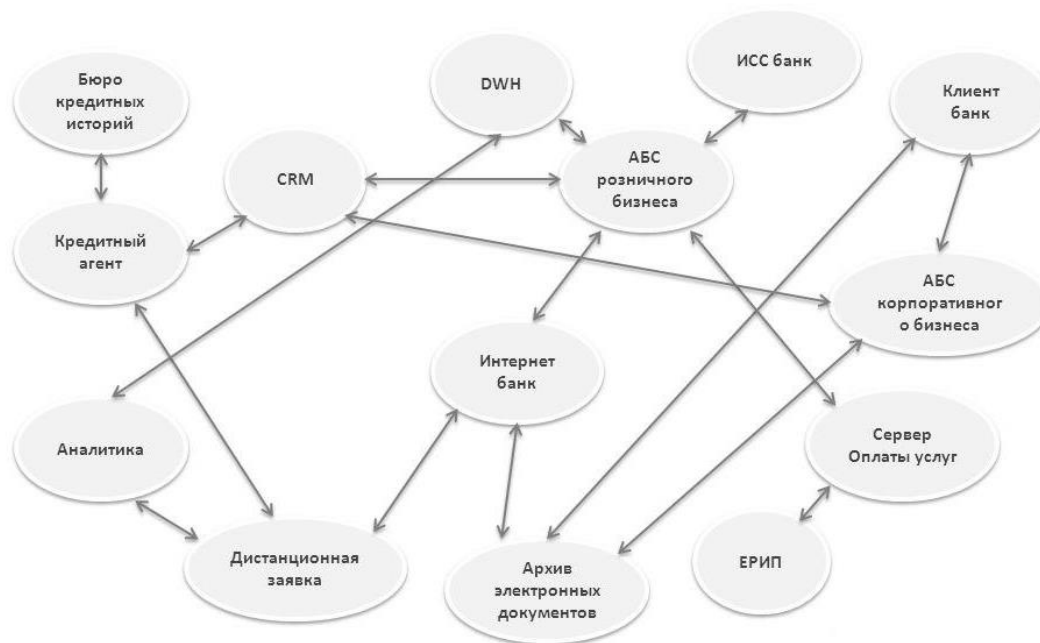 Бюро
кредитных
историй
DWH
ИСС банк
Клиент
банк
CRM
АБС
розничного
бизнеса
Кредитный
агент
АБС
корпоративног
о бизнеса
Интернет
банк
Аналитика
Сервер
Оплаты услуг
Дистанционная
заявка
Архив
электронных
документов
ЕРИП